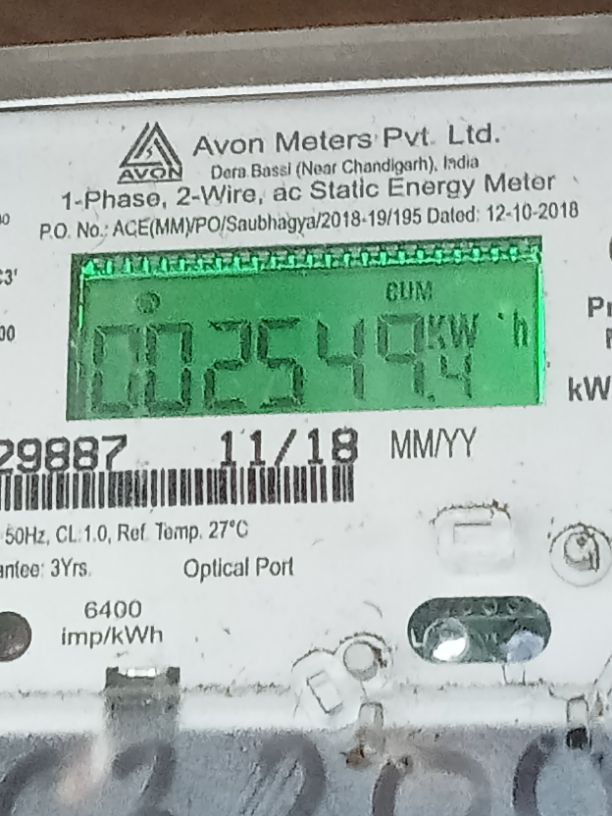 Avon Meters Pvt. Ltd.
AVON
Dera Bassi (Near Chandigarh), India
1-Phase, 2-Wire, ac Static Energy Meter
P.O. No.: ACE(MM)/PO/Saubhagya/2018-19/195 Dated: 12-10-2018
CUM
002549.4 KW h
kW
29887 11/18 MM/YY
50Hz, CL.1.0, Ref. Temp. 27°C
3Yrs. Optical Port
6400
imp/kWh